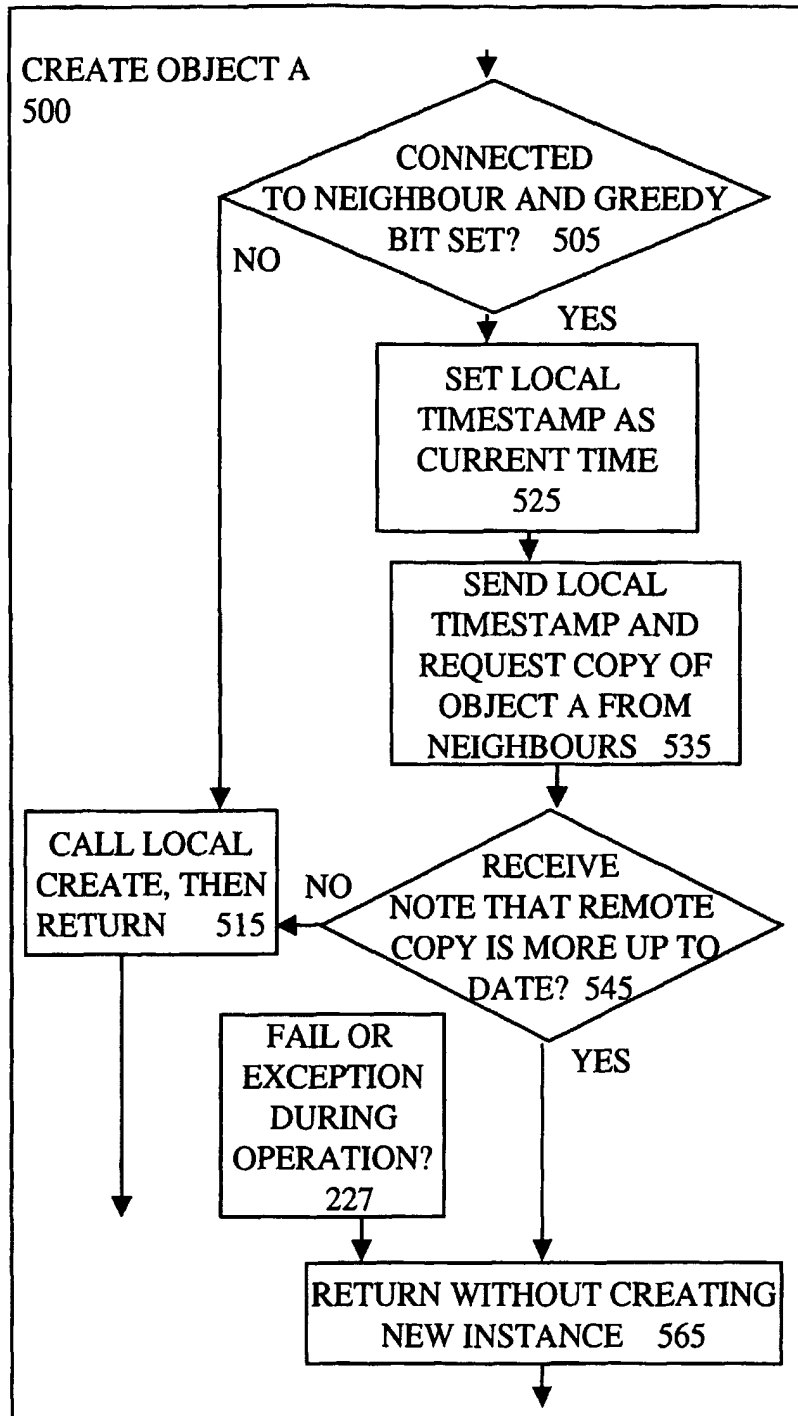 CREATE OBJECT A
500
CONNECTED
TO NEIGHBOUR AND GREEDY
BIT SET? 505
NO
YES
SET LOCAL
TIMESTAMP AS
CURRENT TIME
525
SEND LOCAL
TIMESTAMP AND
REQUEST COPY OF
OBJECT A FROM
NEIGHBOURS 535
CALL LOCAL
CREATE, THEN
RETURN 515
NO
RECEIVE
NOTE THAT REMOTE
COPY IS MORE UP TO
DATE? 545
YES
FAIL OR
EXCEPTION
DURING
OPERATION?
227
RETURN WITHOUT CREATING
NEW INSTANCE 565